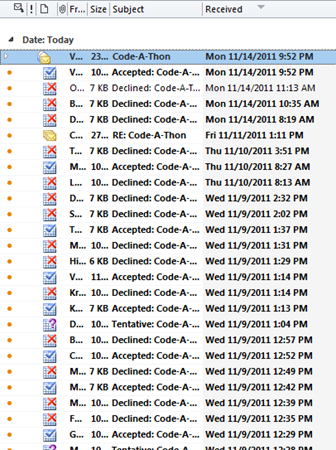 Fr... Size Subject Received
Date: Today
V... 23... Code-A-Thon Mon 11/14/2011 9:52 PM
V... 10... Accepted: Code-A-... Mon 11/14/2011 9:52 PM
O... 7 KB Declined: Code-A-T... Mon 11/14/2011 11:13 AM
B... 7 KB Declined: Code-A-... Mon 11/14/2011 10:35 AM
D... 7 KB Declined: Code-A-... Mon 11/14/2011 8:19 AM
C... 27... RE: Code-A-Thon Fri 11/11/2011 1:11 PM
T... 7 KB Declined: Code-A-... Thu 11/10/2011 3:51 PM
M... 10... Accepted: Code-A-... Thu 11/10/2011 8:27 AM
L... 10... Declined: Code-A-... Thu 11/10/2011 8:13 AM
D... 7 KB Declined: Code-A-... Wed 11/9/2011 2:32 PM
S... 7 KB Declined: Code-A-... Wed 11/9/2011 2:02 PM
T... 7 KB Accepted: Code-A-... Wed 11/9/2011 1:37 PM
M... 10... Declined: Code-A-... Wed 11/9/2011 1:31 PM
Hi... 6 KB Declined: Code-A-... Wed 11/9/2011 1:29 PM
V... 11... Accepted: Code-A-... Wed 11/9/2011 1:14 PM
Kr... 10... Declined: Code-A-... Wed 11/9/2011 1:14 PM
K... 7 KB Accepted: Code-A-... Wed 11/9/2011 1:13 PM
D... 10... Tentative: Code-A-... Wed 11/9/2011 1:04 PM
B... 10... Declined: Code-A-... Wed 11/9/2011 12:57 PM
C... 10... Accepted: Code-A-... Wed 11/9/2011 12:52 PM
M... 7 KB Declined: Code-A-... Wed 11/9/2011 12:49 PM
M... 7 KB Accepted: Code-A-... Wed 11/9/2011 12:42 PM
M... 10... Declined: Code-A-... Wed 11/9/2011 12:39 PM
F... 10... Declined: Code-A-... Wed 11/9/2011 12:35 PM
G... 10... Accepted: Code-A-... Wed 11/9/2011 12:29 PM
M... 10... Tentative: Code-A-... Wed 11/9/2011 12:28 PM